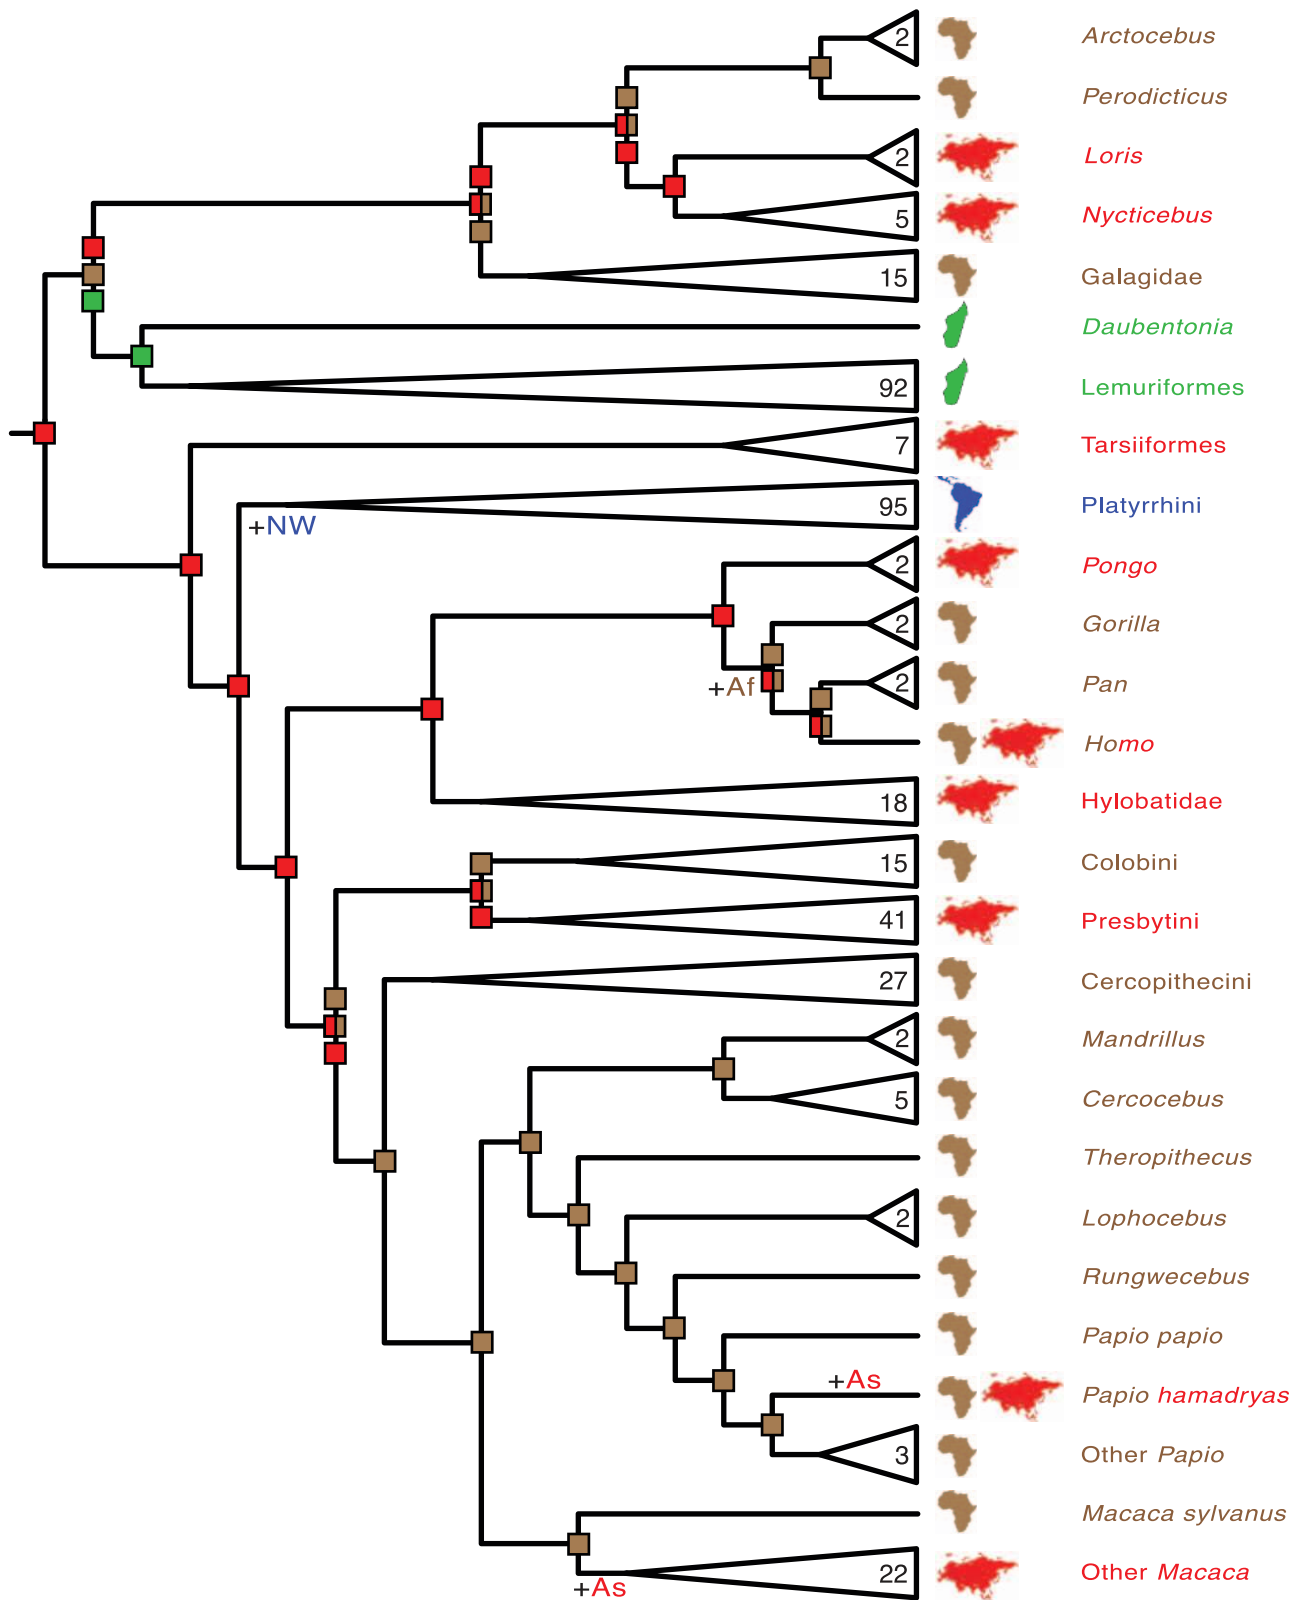 2 Arctocebus
Perodicticus
2 Loris
5 Nycticebus
15 Galagidae
Daubentonia
92 Lemuriformes
7 Tarsiiformes
95 Platyrrhini
+NW
2 Pongo
2 Gorilla
2 Pan
+Af
Homo
18 Hylobatidae
15 Colobini
41 Presbytini
27 Cercopithecini
2 Mandrillus
5 Cercocebus
Theropithecus
2 Lophocebus
Rungwecebus
Papio papio
+As
Papio hamadryas
3 Other Papio
Macaca sylvanus
22 Other Macaca
+As